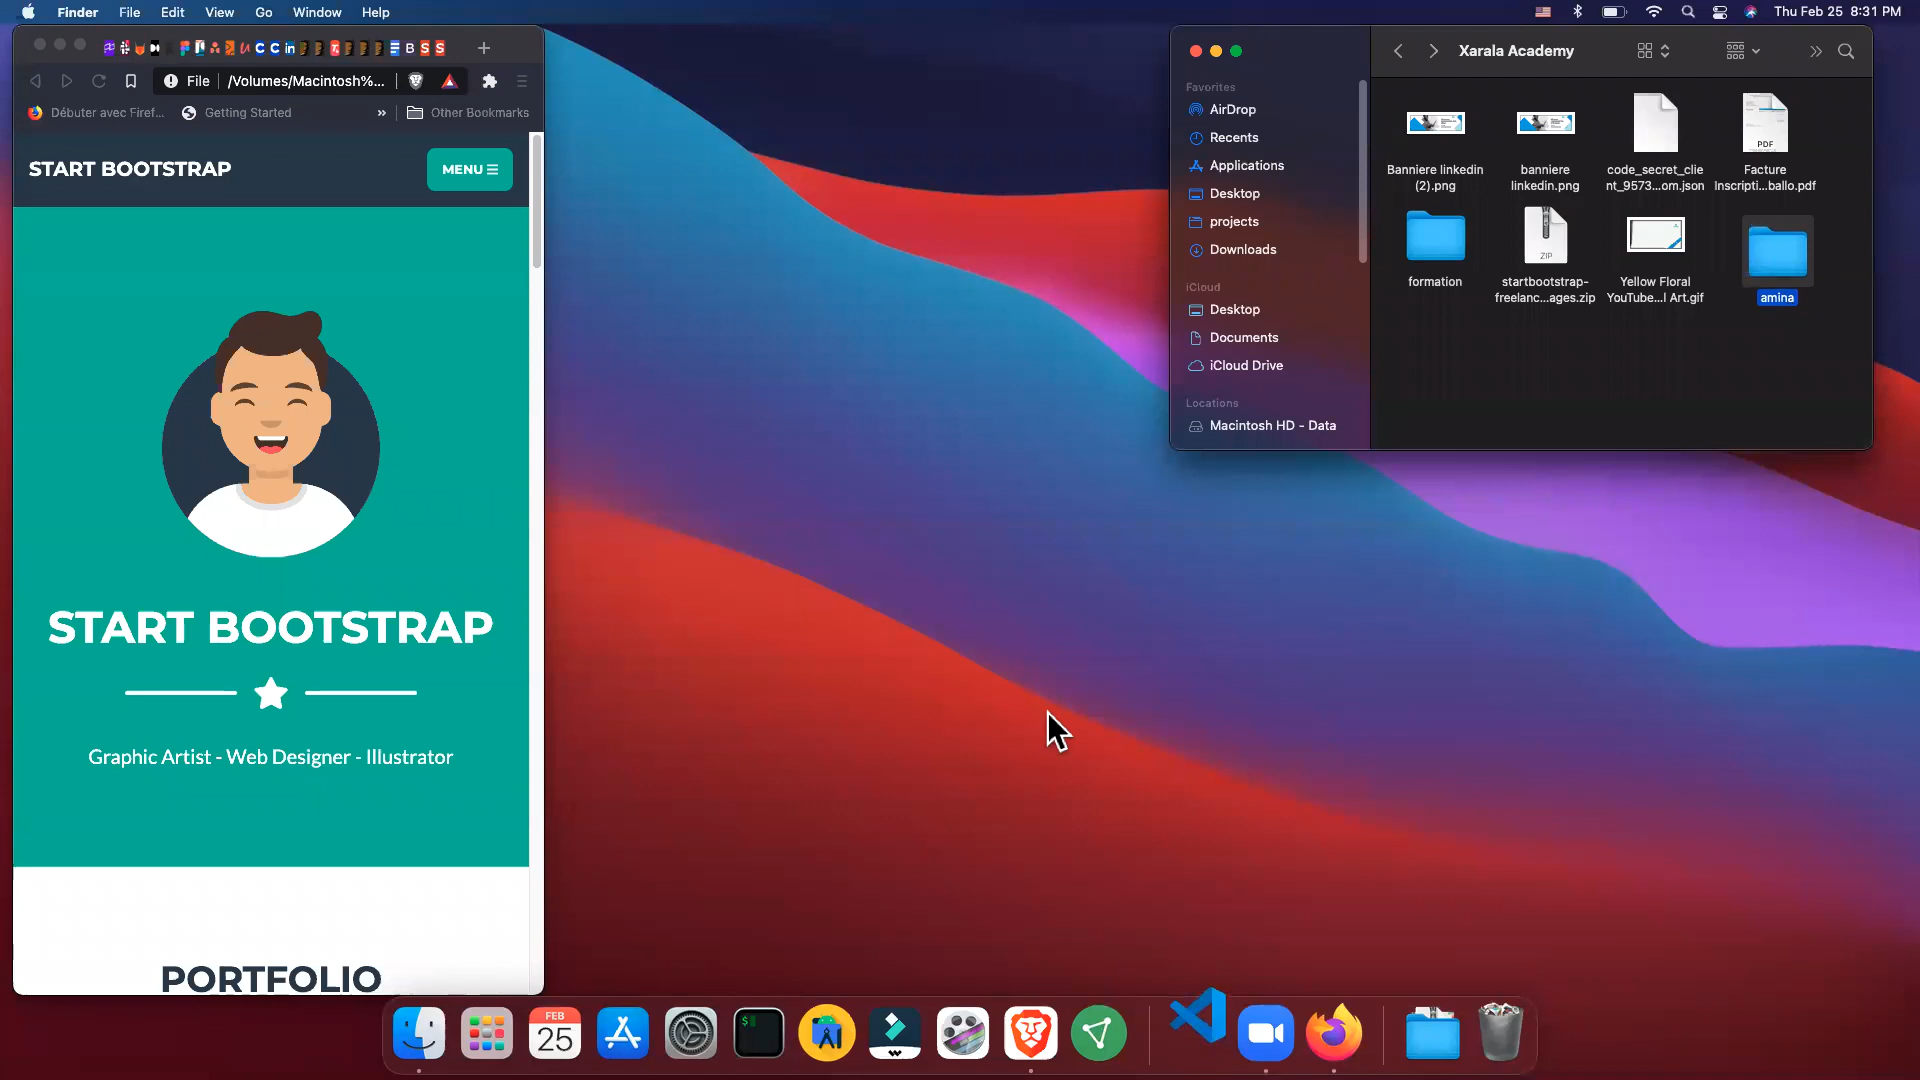 Finder File Edit View Go Window Help
Thu Feb 25 8:31 PM
File /Volumes/Macintosh%...
Débuter avec Firef...
Getting Started
»
Other Bookmarks
START BOOTSTRAP
MENU
START BOOTSTRAP
Graphic Artist - Web Designer - Illustrator
PORTFOLIO
Xarala Academy
Favorites
AirDrop
Recents
Applications
Desktop
projects
Downloads
iCloud
Desktop
Documents
iCloud Drive
Locations
Macintosh HD - Data
Banniere linkedin
(2).png
banniere
linkedin.png
code_secret_clie
nt_9573...om.json
PDF
Facture
Inscripti...ballo.pdf
formation
ZIP
startbootstrap-
freelanc...ages.zip
Yellow Floral
YouTube...l Art.gif
amina
FEB
25